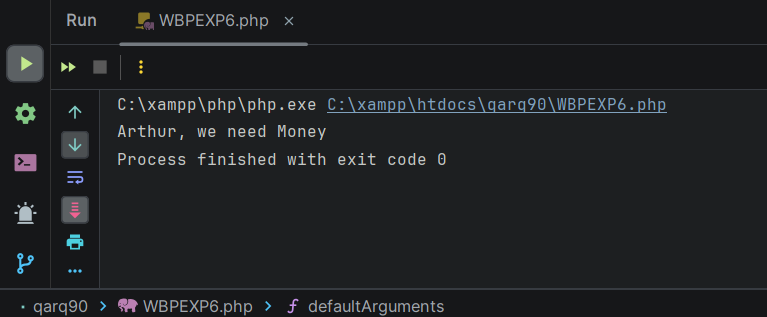 Run WBPEXP6.php
C:\xampp\php\php.exe C:\xampp\htdocs\qarq90\WBPEXP6.php
Arthur, we need Money
Process finished with exit code 0
qarq90 > WBPEXP6.php > defaultArguments